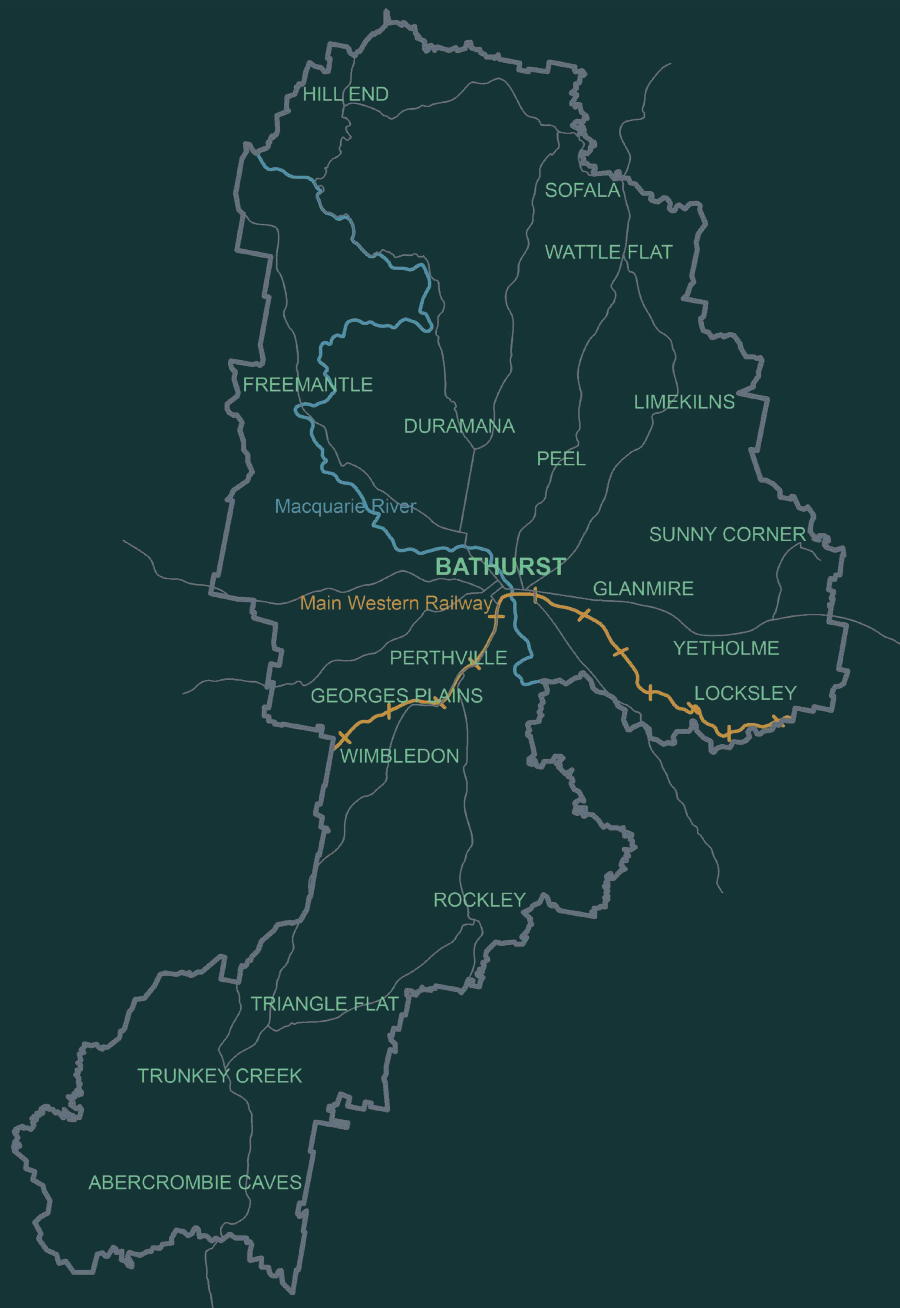 HILL END
SOFALA
WATTLE FLAT
FREEMANTLE
LIMEKILNS
DURAMANA
PEEL
Macquarie River
SUNNY CORNER
BATHURST
GLANMIRE
Main Western Railway
YETHOLME
PERTHVILLE
LOCKSLEY
GEORGES PLAINS
WIMBLEDON
ROCKLEY
TRIANGLE FLAT
TRUNKEY CREEK
ABERCROMBIE CAVES